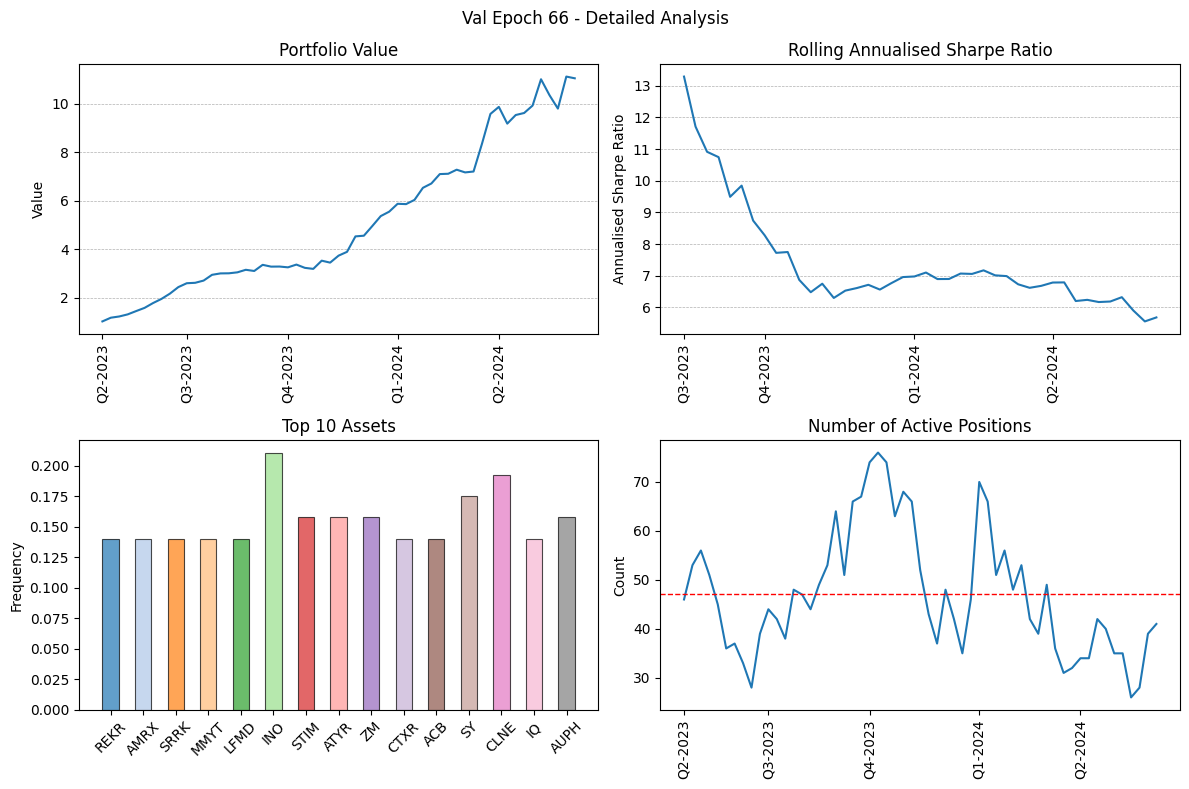 Val Epoch 66 - Detailed Analysis
Portfolio Value
Value
10
8
6
4
2
Q2-2023
Q3-2023
Q4-2023
Q1-2024
Q2-2024
Rolling Annualised Sharpe Ratio
Annualised Sharpe Ratio
13
12
11
10
9
8
7
6
Q3-2023
Q4-2023
Q1-2024
Q2-2024
Top 10 Assets
Frequency
0.200
0.175
0.150
0.125
0.100
0.075
0.050
0.025
0.000
REKR
AMRX
SRRK
MMYT
LFMD
INO
STIM
ATYR
ZM
CTXR
ACB
SY
CLNE
IQ
AUPH
Number of Active Positions
Count
70
60
50
40
30
Q2-2023
Q3-2023
Q4-2023
Q1-2024
Q2-2024